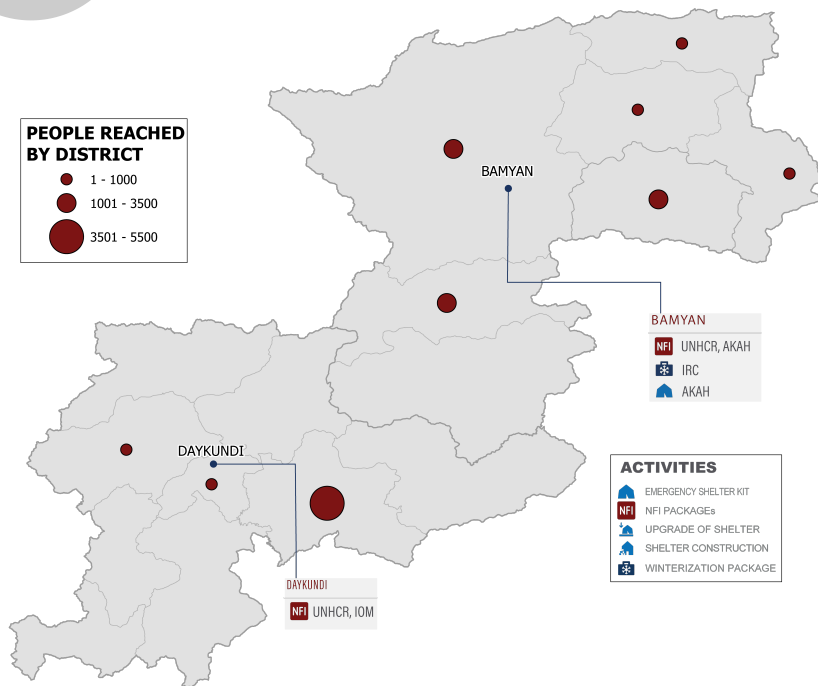 PEOPLE REACHED
BY DISTRICT
1 - 1000
1001 - 3500
3501 - 5500
BAMYAN
BAMYAN
NFI UNHCR, AKAH
IRC
AKAH
DAYKUNDI
DAYKUNDI
NFI UNHCR, IOM
ACTIVITIES
EMERGENCY SHELTER KIT
NFI NFI PACKAGEs
UPGRADE OF SHELTER
SHELTER CONSTRUCTION
WINTERIZATION PACKAGE